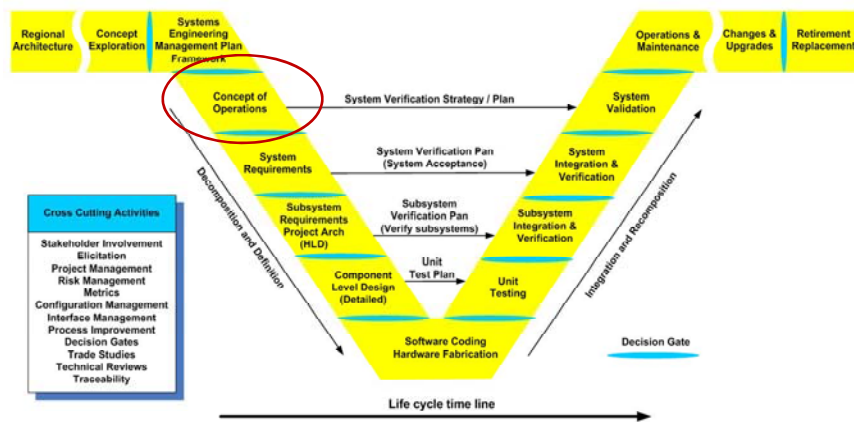 Regional
Architecture
Concept
Exploration
Systems
Engineering
Management Plan
Framework
Operations &
Maintenance
Changes &
Upgrades
Retirement
Replacement
Concept of
Operations
System Verification Strategy / Plan
System
Validation
System
Requirements
System Verification Pan
(System Acceptance)
System
Integration &
Verification
Subsystem
Requirements
Project Arch
(HLD)
Subsystem
Verification Pan
(Verify subsystems)
Subsystem
Integration &
Verification
Component
Level Design
(Detailed)
Unit
Test Plan
Unit
Testing
Software Coding
Hardware Fabrication
Decomposition and Definition
Integration and Recomposition
Cross Cutting Activities
Stakeholder Involvement
Elicitation
Project Management
Risk Management
Metrics
Configuration Management
Interface Management
Process Improvement
Decision Gates
Trade Studies
Technical Reviews
Traceability
Decision Gate
Life cycle time line